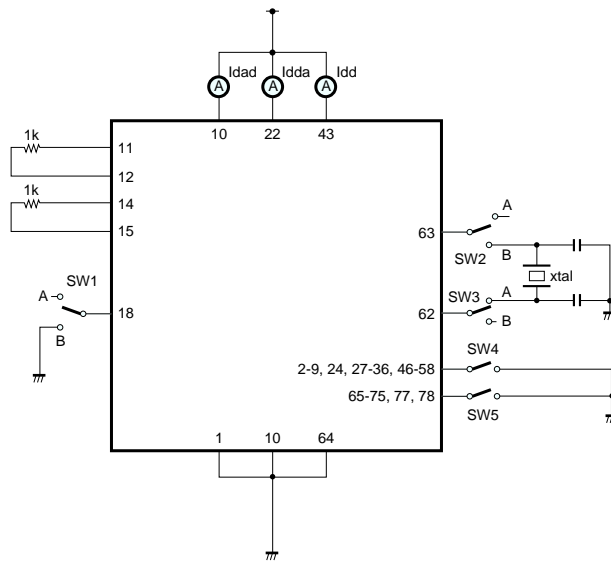 Idad
Idda
Idd
A
A
A
10
22
43
1k
11
12
1k
14
15
SW1
A
B
18
63
A
B
SW2
xtal
SW3
A
B
62
SW4
2-9, 24, 27-36, 46-58
65-75, 77, 78
SW5
1
10
64